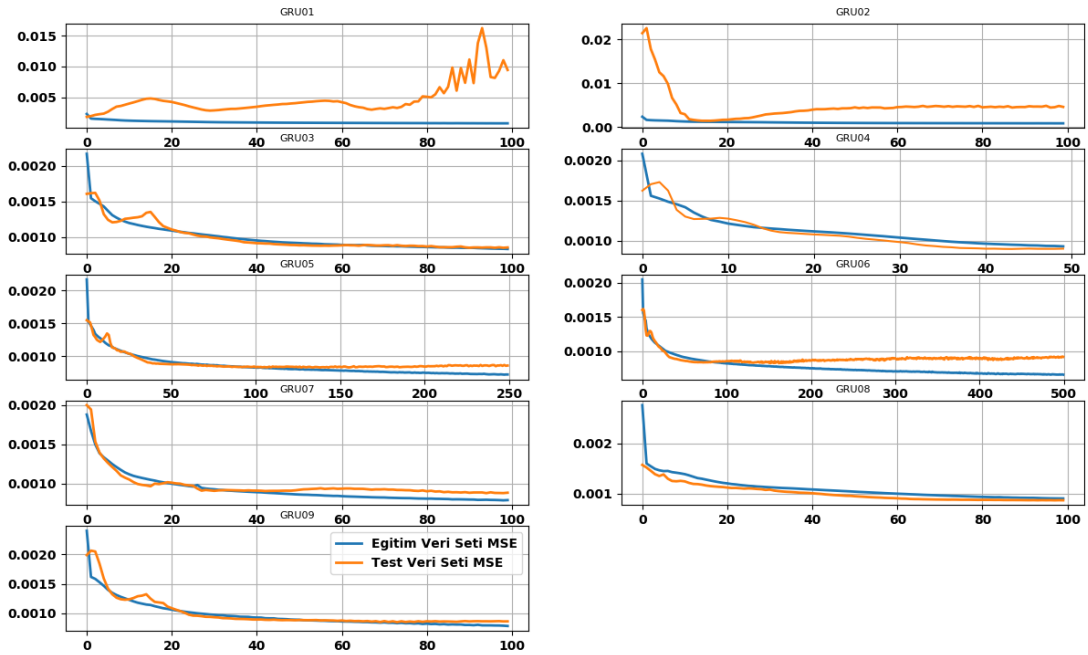 GRU01
0.015
0.010
0.005
0 20 40 60 80 100
GRU02
0.02
0.01
0.00
0 20 40 60 80 100
GRU03
0.0020
0.0015
0.0010
0 20 40 60 80 100
GRU04
0.0020
0.0015
0.0010
0 10 20 30 40 50
GRU05
0.0020
0.0015
0.0010
0 50 100 150 200 250
GRU06
0.0020
0.0015
0.0010
0 100 200 300 400 500
GRU07
0.0020
0.0015
0.0010
0 20 40 60 80 100
GRU08
0.002
0.001
0 20 40 60 80 100
GRU09
Egitim Veri Seti MSE
Test Veri Seti MSE
0.0020
0.0015
0.0010
0 20 40 60 80 100